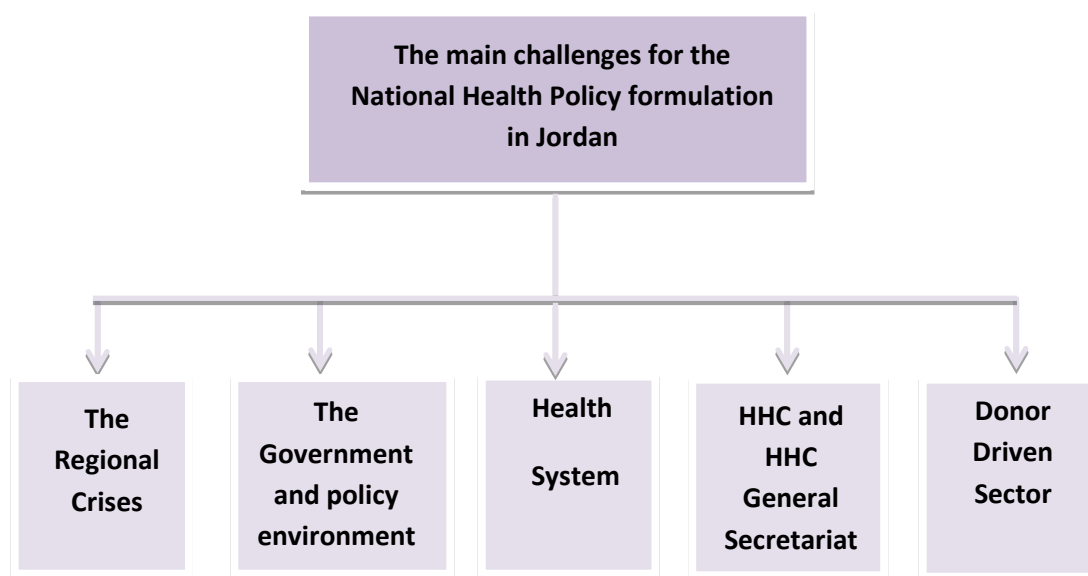 The main challenges for the
National Health Policy formulation
in Jordan
The
Regional
Crises
The
Government
and policy
environment
Health
System
HHC and
HHC
General
Secretariat
Donor
Driven
Sector